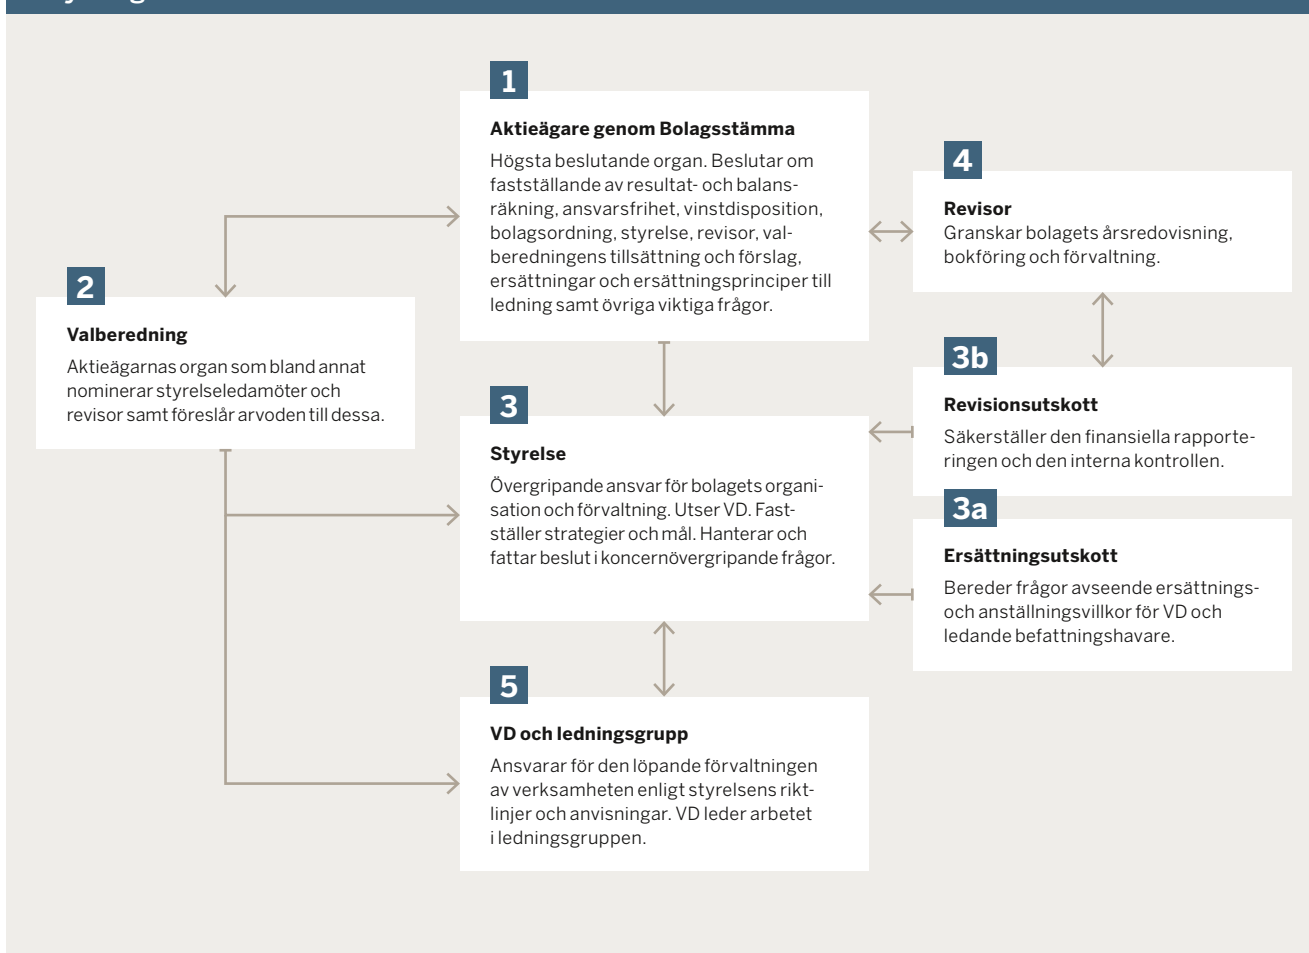 1
Aktieägare genom Bolagsstämma
Högsta beslutande organ. Beslutar om
fastställande av resultat- och balans-
räkning, ansvarsfrihet, vinstdisposition,
bolagsordning, styrelse, revisor, val-
beredningens tillsättning och förslag,
ersättningar och ersättningsprinciper till
ledning samt övriga viktiga frågor.
2
Valberedning
Aktieägarnas organ som bland annat
nominerar styrelseledamöter och
revisor samt föreslår arvoden till dessa.
3
Styrelse
Övergripande ansvar för bolagets organi-
sation och förvaltning. Utser VD. Fast-
ställer strategier och mål. Hanterar och
fattar beslut i koncernövergripande frågor.
4
Revisor
Granskar bolagets årsredovisning,
bokföring och förvaltning.
3b
Revisionsutskott
Säkerställer den finansiella rapporte-
ringen och den interna kontrollen.
3a
Ersättningsutskott
Bereder frågor avseende ersättnings-
och anställningsvillkor för VD och
ledande befattningshavare.
5
VD och ledningsgrupp
Ansvarar för den löpande förvaltningen
av verksamheten enligt styrelsens rikt-
linjer och anvisningar. VD leder arbetet
i ledningsgruppen.